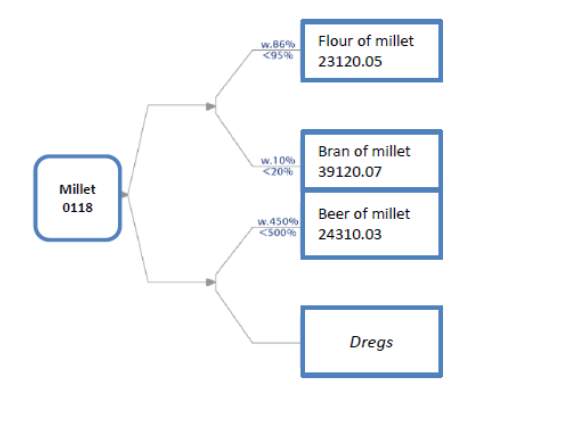 w.86%
<95%
Flour of millet
23120.05
w.10%
<20%
Bran of millet
39120.07
Millet
0118
w.450%
<500%
Beer of millet
24310.03
Dregs